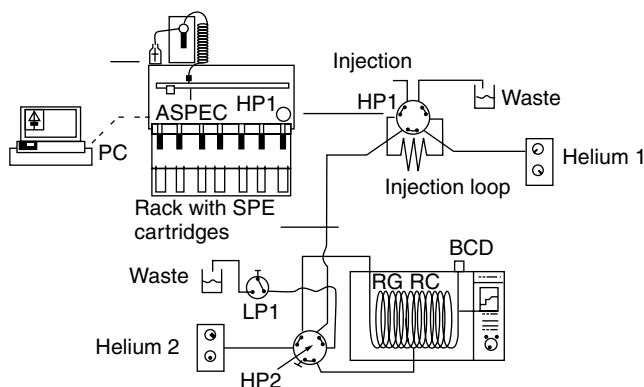 Injection
HP1
Waste
ASPEC
HP1
PC
Helium 1
Injection loop
Rack with SPE
cartridges
BCD
Waste
RG RC
LP1
Helium 2
HP2